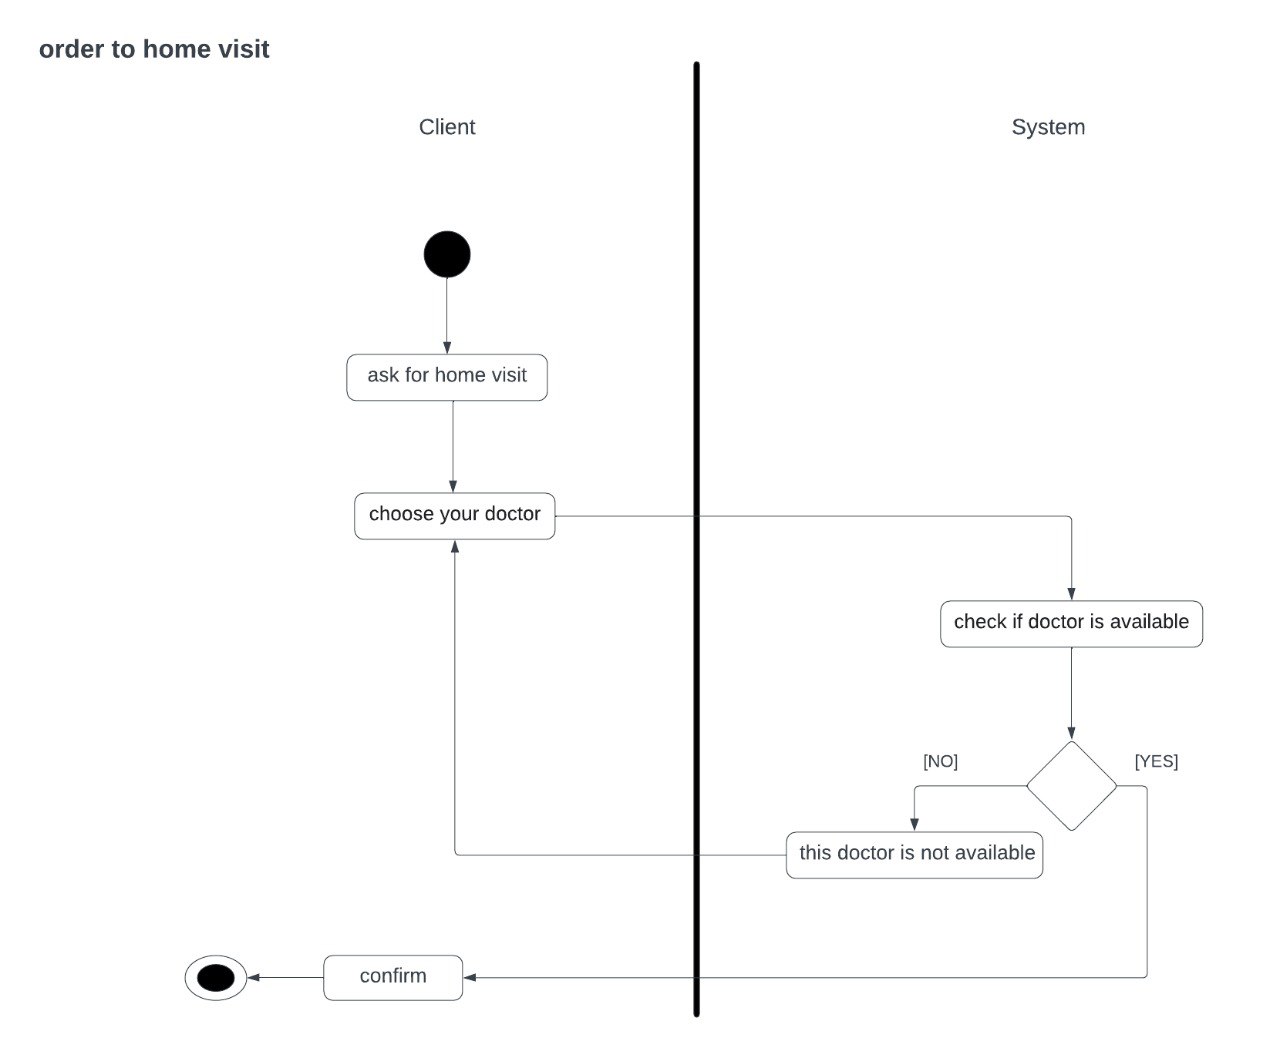 order to home visit
Client
System
ask for home visit
choose your doctor
check if doctor is available
[NO]
[YES]
this doctor is not available
confirm